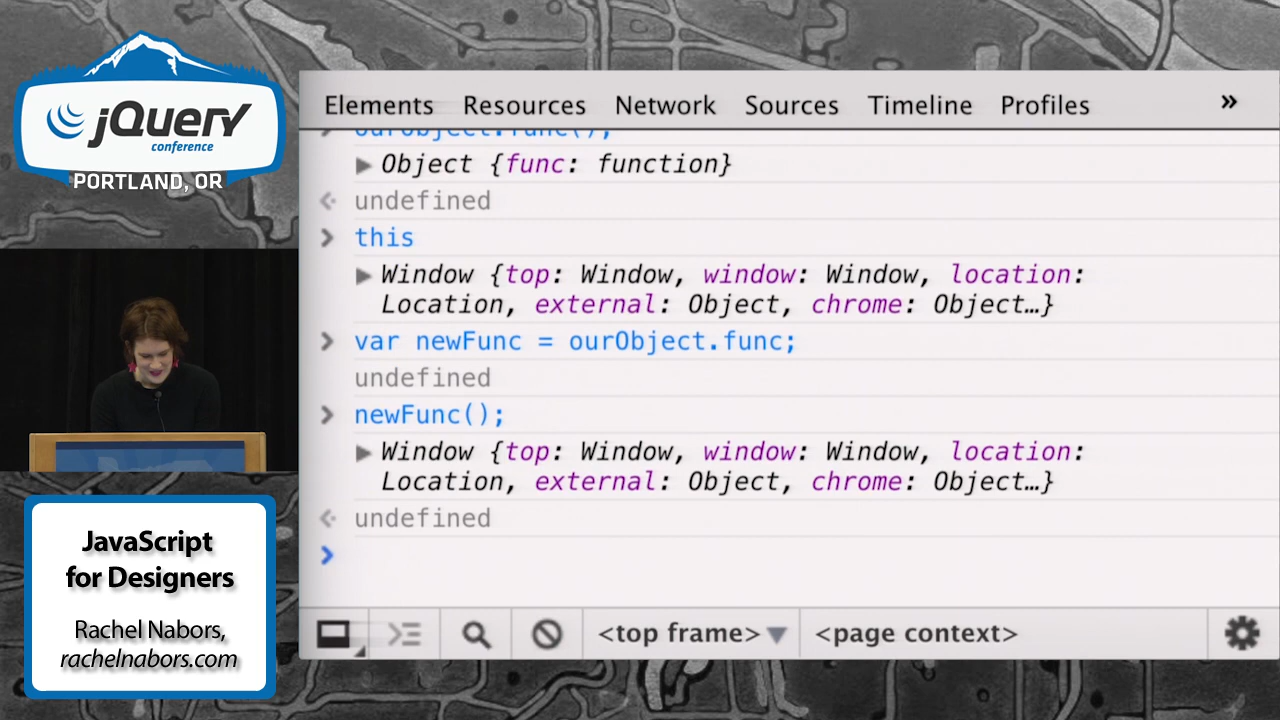 jQuery
conference
PORTLAND, OR
Elements Resources Network Sources Timeline Profiles »
ourObject.func();
▶ Object {func: function}
undefined
> this
▶ Window {top: Window, window: Window, location:
Location, external: Object, chrome: Object…}
> var newFunc = ourObject.func;
undefined
> newFunc();
▶ Window {top: Window, window: Window, location:
Location, external: Object, chrome: Object…}
undefined
>
<top frame> ▼ <page context>
JavaScript
for Designers
Rachel Nabors,
rachelnabors.com